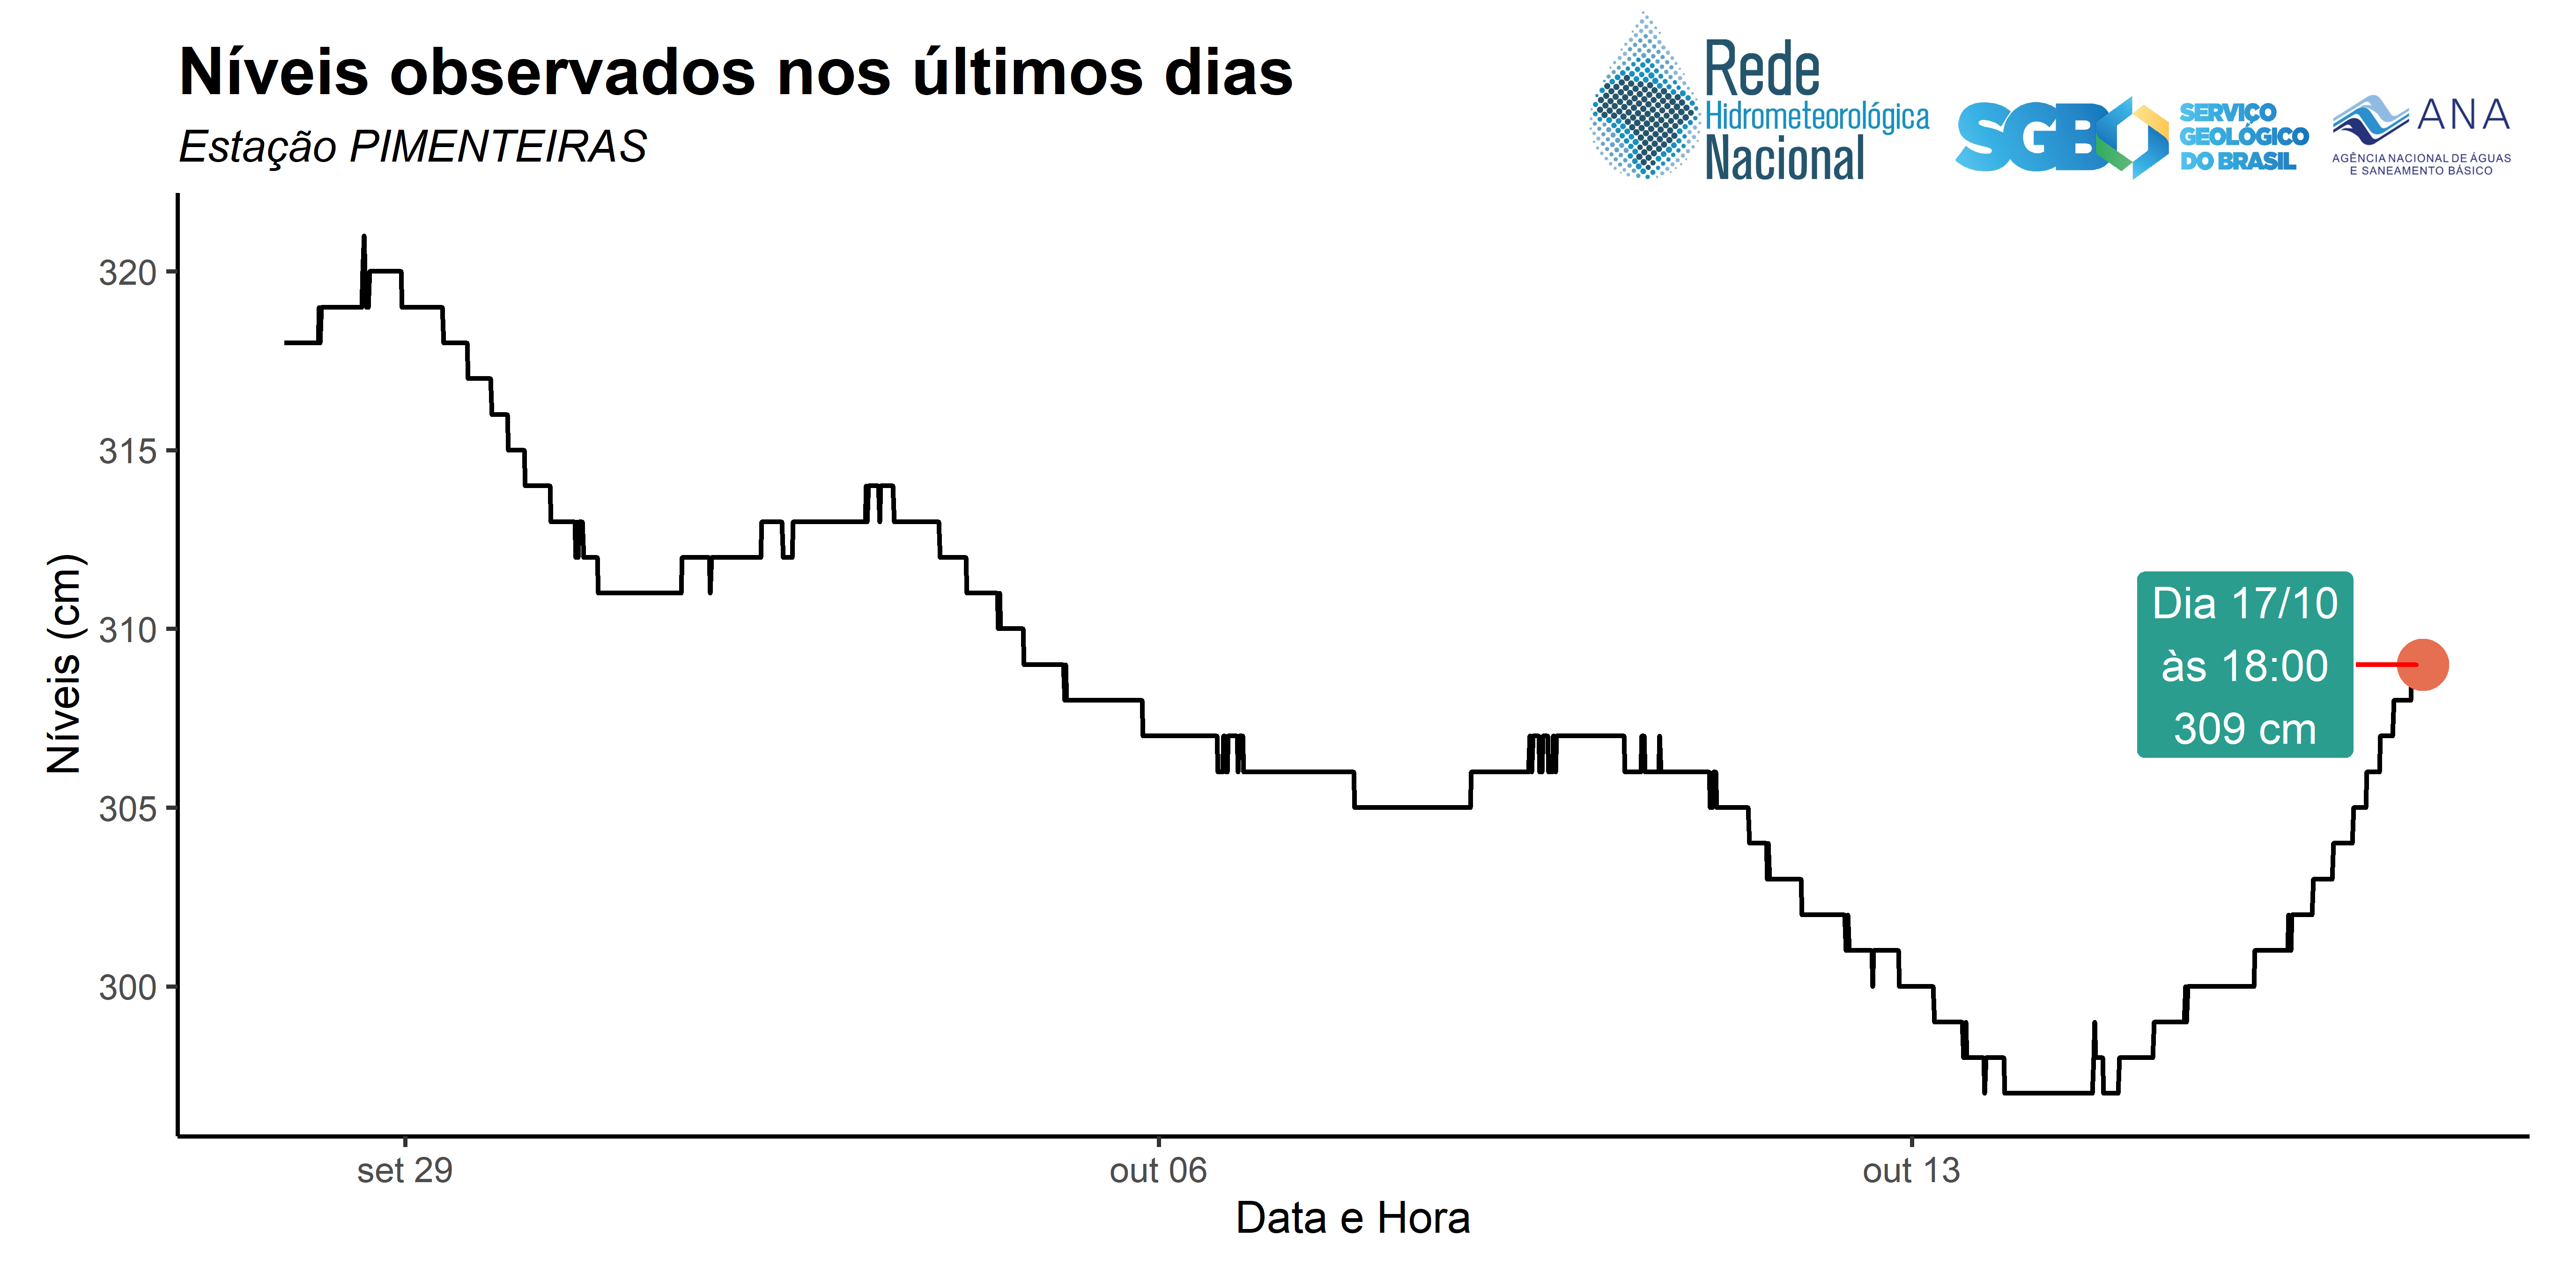 Níveis observados nos últimos dias
Estação PIMENTEIRAS
Rede
Hidrometeorológica
Nacional
SGB
SERVIÇO
GEOLÓGICO
DO BRASIL
ANA
AGÊNCIA NACIONAL DE ÁGUAS
E SANEAMENTO BÁSICO
Níveis (cm)
320
315
310
305
300
Dia 17/10
às 18:00
309 cm
set 29
out 06
out 13
Data e Hora